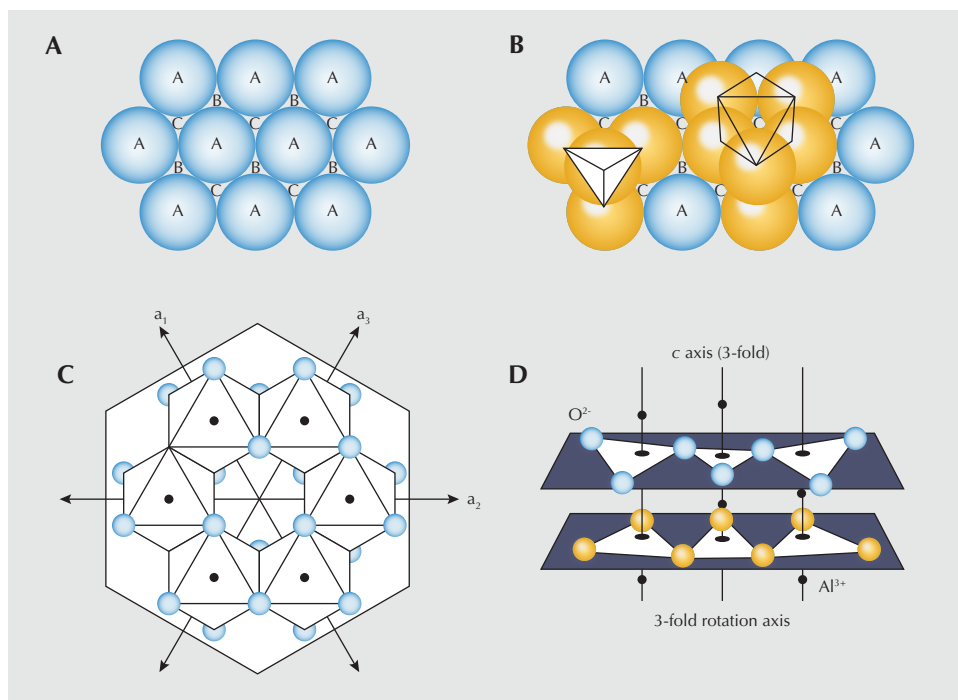 A
A A A
B B
C C C
A A A A
B B B
C C
A A A
B
A A A
B
C C C C
A
B B
C C C
A A
C
a1
a3
a2
D
c axis (3-fold)
O2-
Al3+
3-fold rotation axis